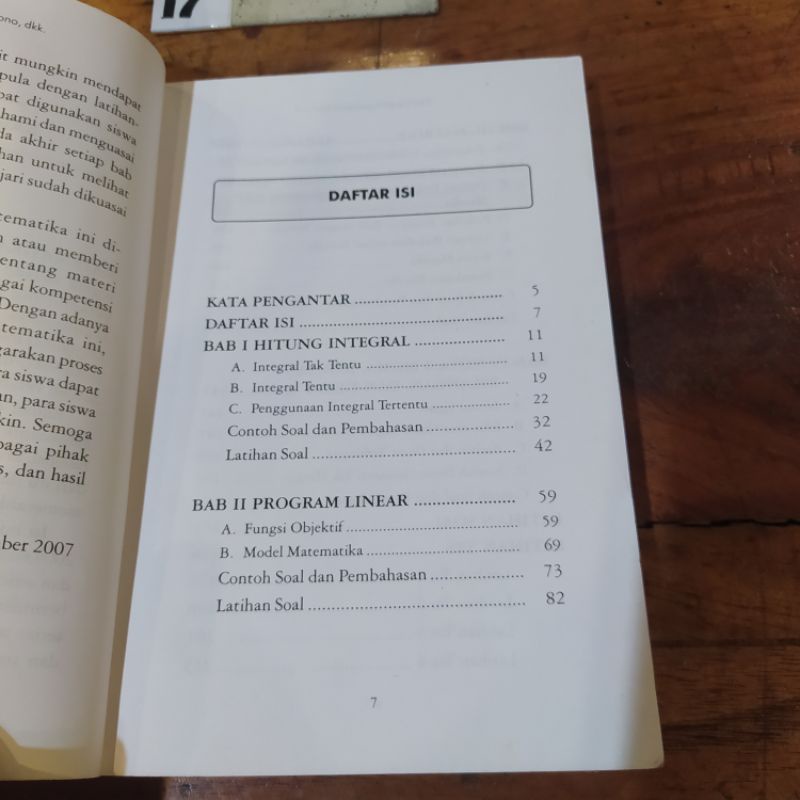 17
ono, dkk.
it mungkin mendapat
pula dengan latihan-
pat digunakan siswa
hami dan menguasai
da akhir setiap bab
han untuk melihat
jari sudah dikuasai
tematika ini di-
n atau memberi
entang materi
gai kompetensi
Dengan adanya
tematika ini,
garakan proses
ra siswa dapat
an, para siswa
kin. Semoga
bagai pihak
s, dan hasil
ber 2007
DAFTAR ISI
KATA PENGANTAR ........ 5
DAFTAR ISI ........ 7
BAB I HITUNG INTEGRAL ........ 11
A. Integral Tak Tentu ........ 11
B. Integral Tentu ........ 19
C. Penggunaan Integral Tertentu ........ 22
Contoh Soal dan Pembahasan ........ 32
Latihan Soal ........ 42
BAB II PROGRAM LINEAR ........ 59
A. Fungsi Objektif ........ 59
B. Model Matematika ........ 69
Contoh Soal dan Pembahasan ........ 73
Latihan Soal ........ 82
7